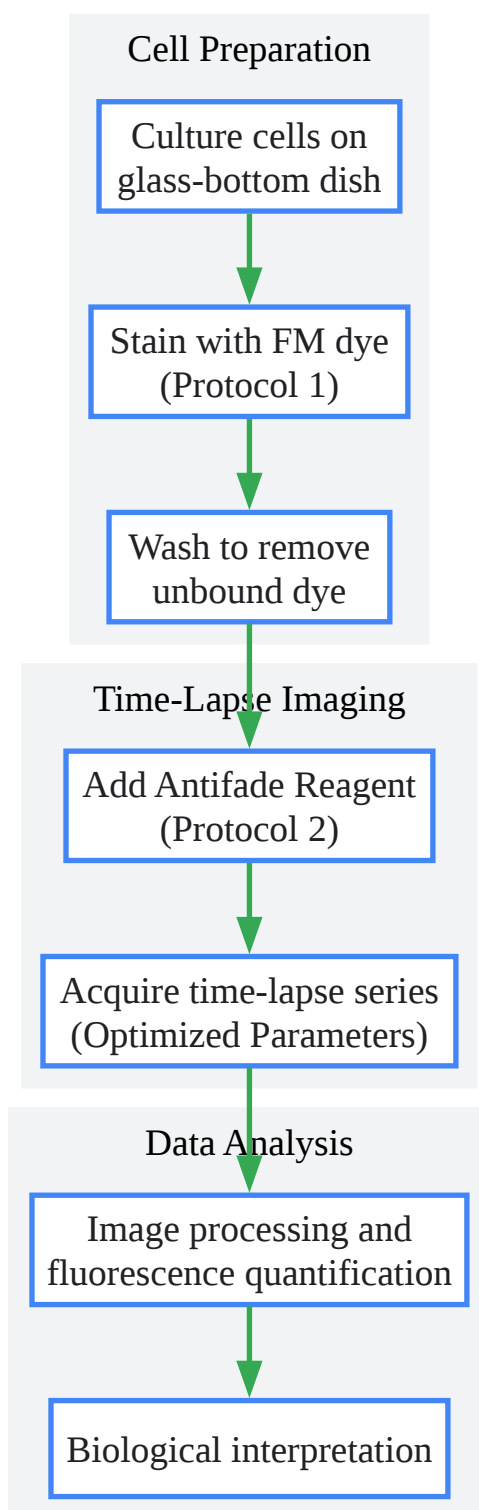 Cell Preparation
Culture cells on
glass-bottom dish
Stain with FM dye
(Protocol 1)
Wash to remove
unbound dye
Time-Lapse Imaging
Add Antifade Reagent
(Protocol 2)
Acquire time-lapse series
(Optimized Parameters)
Data Analysis
Image processing and
fluorescence quantification
Biological interpretation